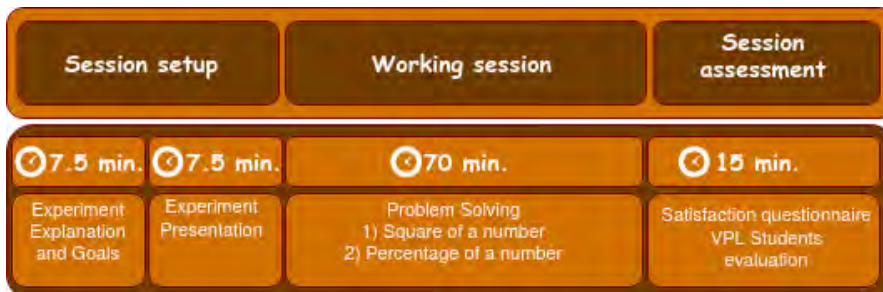 Session setup
Working session
Session
assessment
7.5 min.
7.5 min.
70 min.
15 min.
Experiment
Explanation
and Goals
Experiment
Presentation
Problem Solving
1) Square of a number
2) Percentage of a number
Satisfaction questionnaire
VPL Students
evaluation